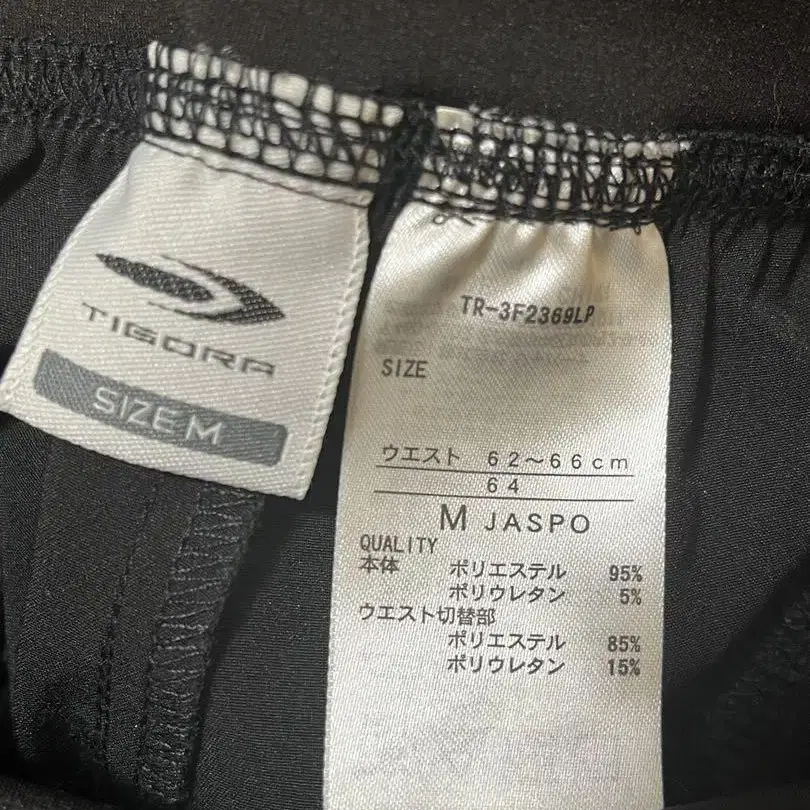 TIGORA
SIZE M
TR-3F2369LP
SIZE
ウエスト 62～66cm
64
M JASPO
QUALITY
本体 ポリエステル 95%
ポリウレタン 5%
ウエスト切替部
ポリエステル 85%
ポリウレタン 15%